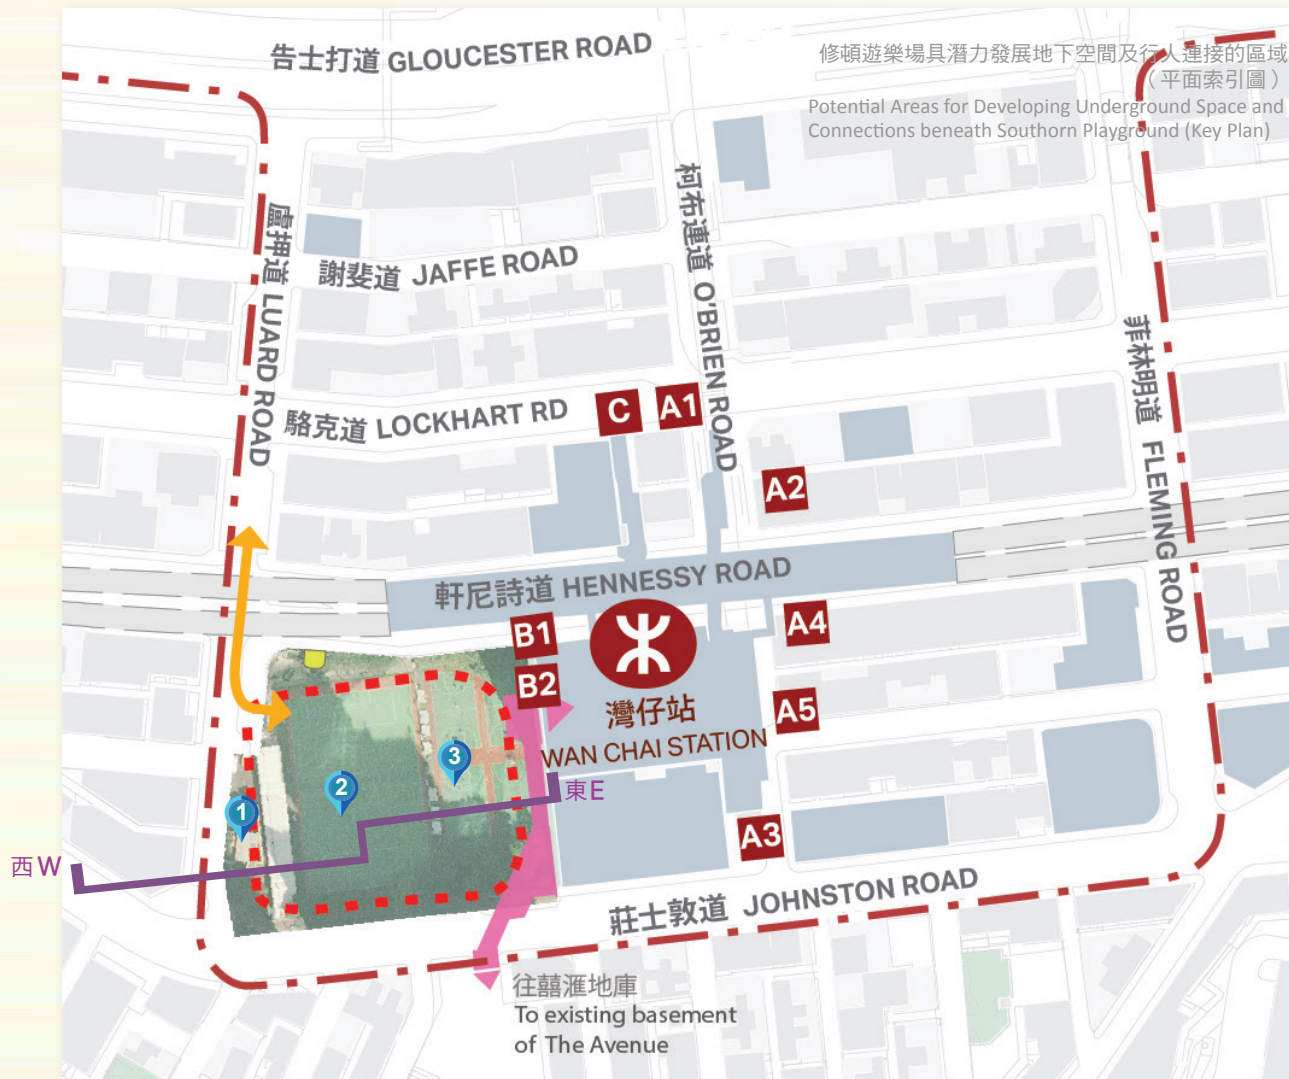 告士打道 GLOUCESTER ROAD
修頓遊樂場具潛力發展地下空間及行人連接的區域
（平面索引圖）
Potential Areas for Developing Underground Space and
Connections beneath Southorn Playground (Key Plan)
盧押道 LUARD ROAD
謝斐道 JAFFE ROAD
柯布連道 O'BRIEN ROAD
菲林明道 FLEMING ROAD
駱克道 LOCKHART RD
C
A1
A2
軒尼詩道 HENNESSY ROAD
B1
A4
B2
灣仔站
WAN CHAI STATION
A5
3
2
1
東E
西W
A3
莊士敦道 JOHNSTON ROAD
往囍滙地庫
To existing basement
of The Avenue